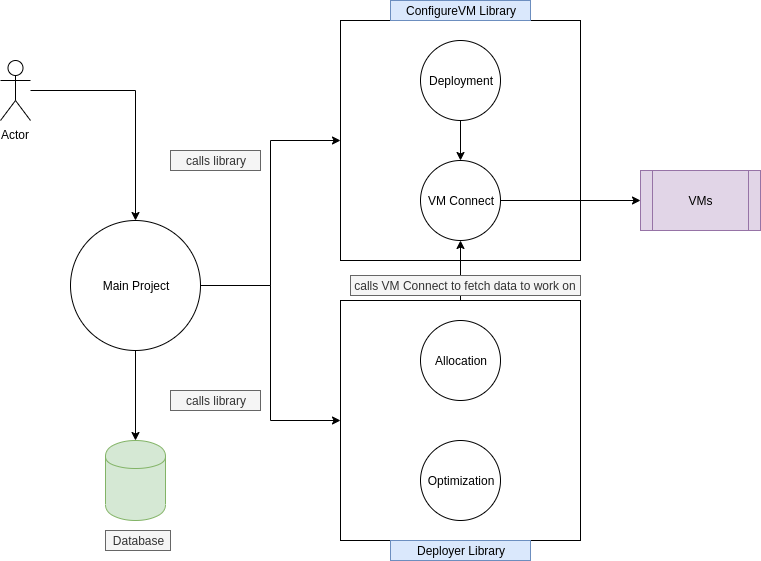 ConfigureVM Library
Deployment
Actor
calls library
VM Connect
VMs
Main Project
calls VM Connect to fetch data to work on
Allocation
calls library
Optimization
Database
Deployer Library